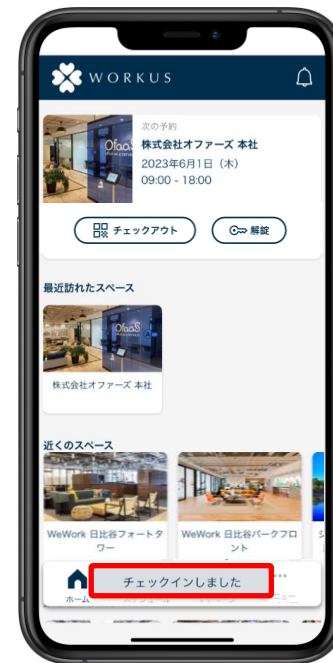 WORKUS
次の予約
株式会社オファーズ 本社
2023年6月1日（木）
09:00 - 18:00
チェックアウト
解錠
最近訪れたスペース
OfaaS
株式会社オファーズ 本社
近くのスペース
WeWork 日比谷フォートタ
ワー
WeWork 日比谷パークフロ
ント
チェックインしました
ホーム